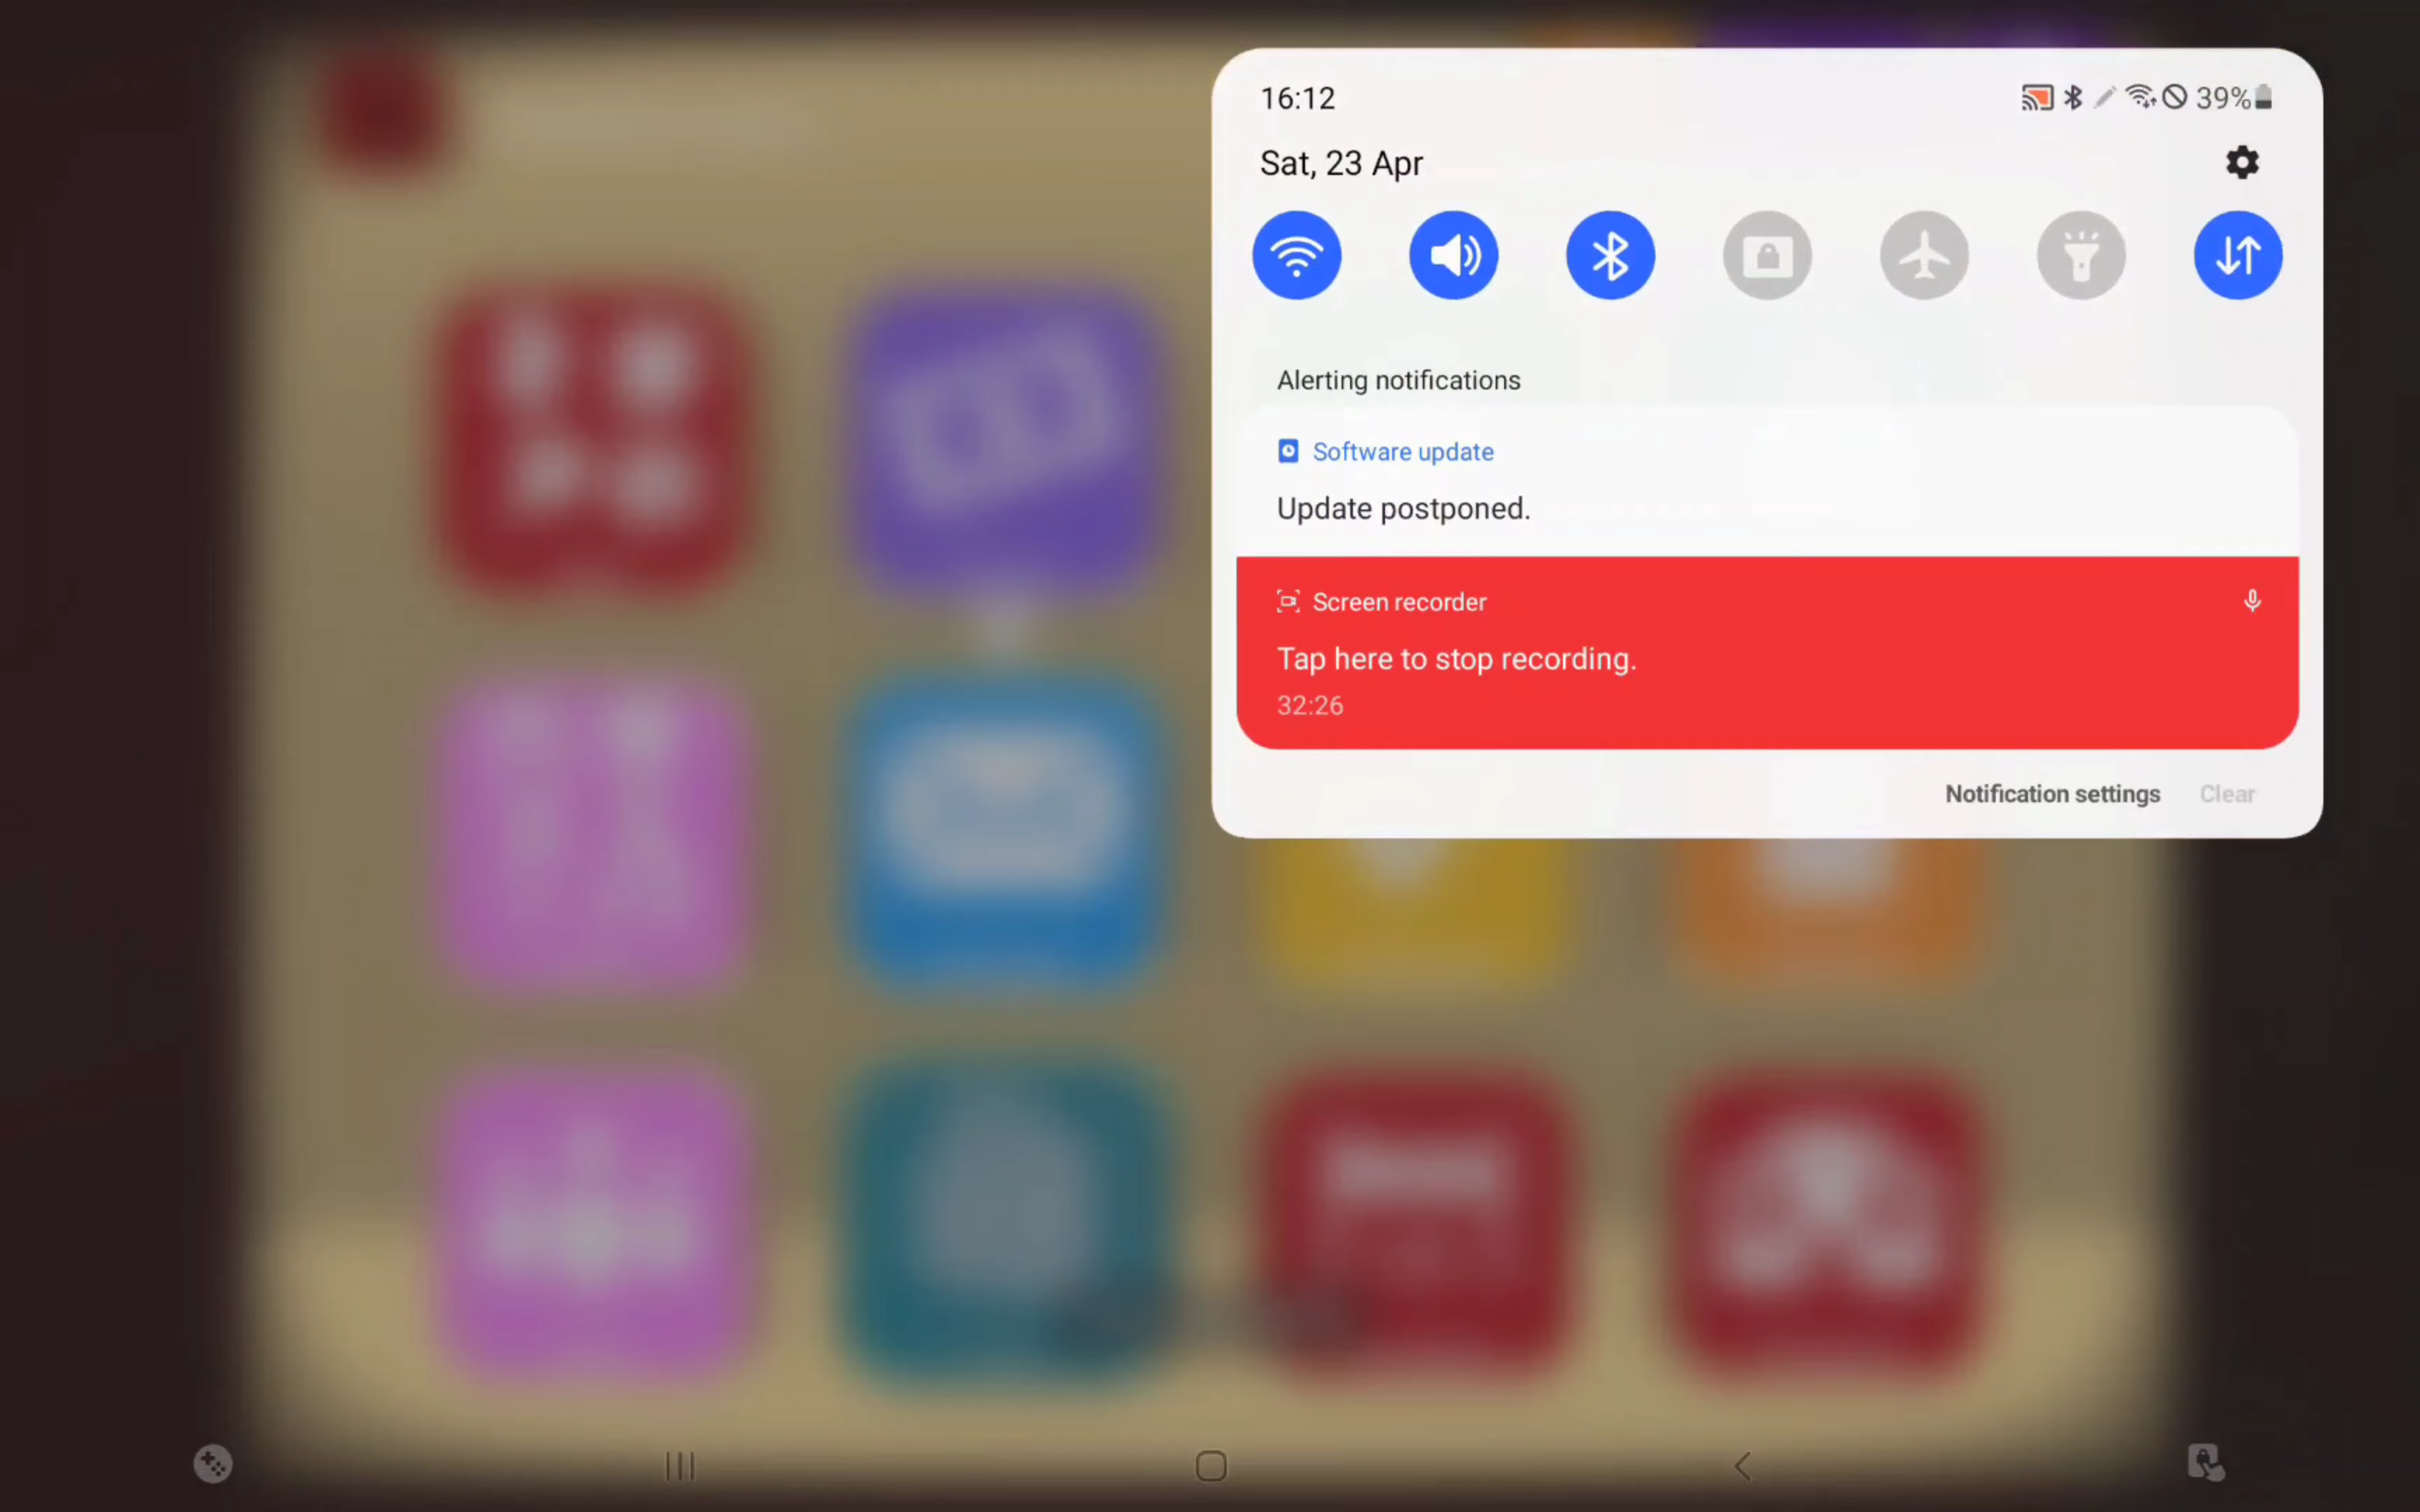 16:12
39%
Sat, 23 Apr
Alerting notifications
Software update
Update postponed.
Screen recorder
Tap here to stop recording.
32:26
Notification settings Clear